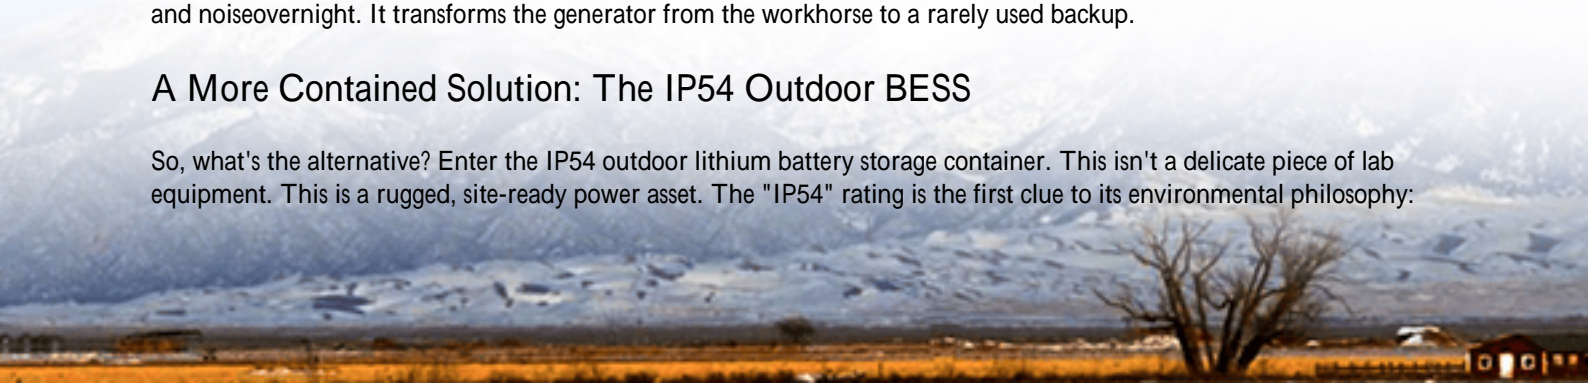 and noiseovernight. It transforms the generator from the workhorse to a rarely used backup.
A More Contained Solution: The IP54 Outdoor BESS
So, what's the alternative? Enter the IP54 outdoor lithium battery storage container. This isn't a delicate piece of lab
equipment. This is a rugged, site-ready power asset. The "IP54" rating is the first clue to its environmental philosophy: